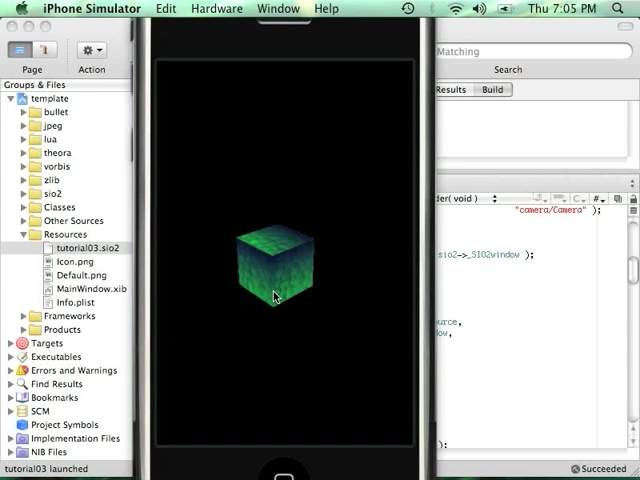 iPhone Simulator Edit Hardware Window Help Thu 7:05 PM
Matching
Page Action Search
Groups & Files
Results Build
template
bullet
jpeg
lua
theora
vorbis
zlib
sio2
Classes
Other Sources
Resources
tutorial03.sio2
Icon.png
Default.png
MainWindow.xib
Info.plist
Frameworks
Products
Targets
Executables
Errors and Warnings
Find Results
Bookmarks
SCM
Project Symbols
Implementation Files
NIB Files
der( void )
C
#
"camera/Camera" );
sio2->_SIO2window );
urce,
ow,
);
tutorial03 launched
Succeeded